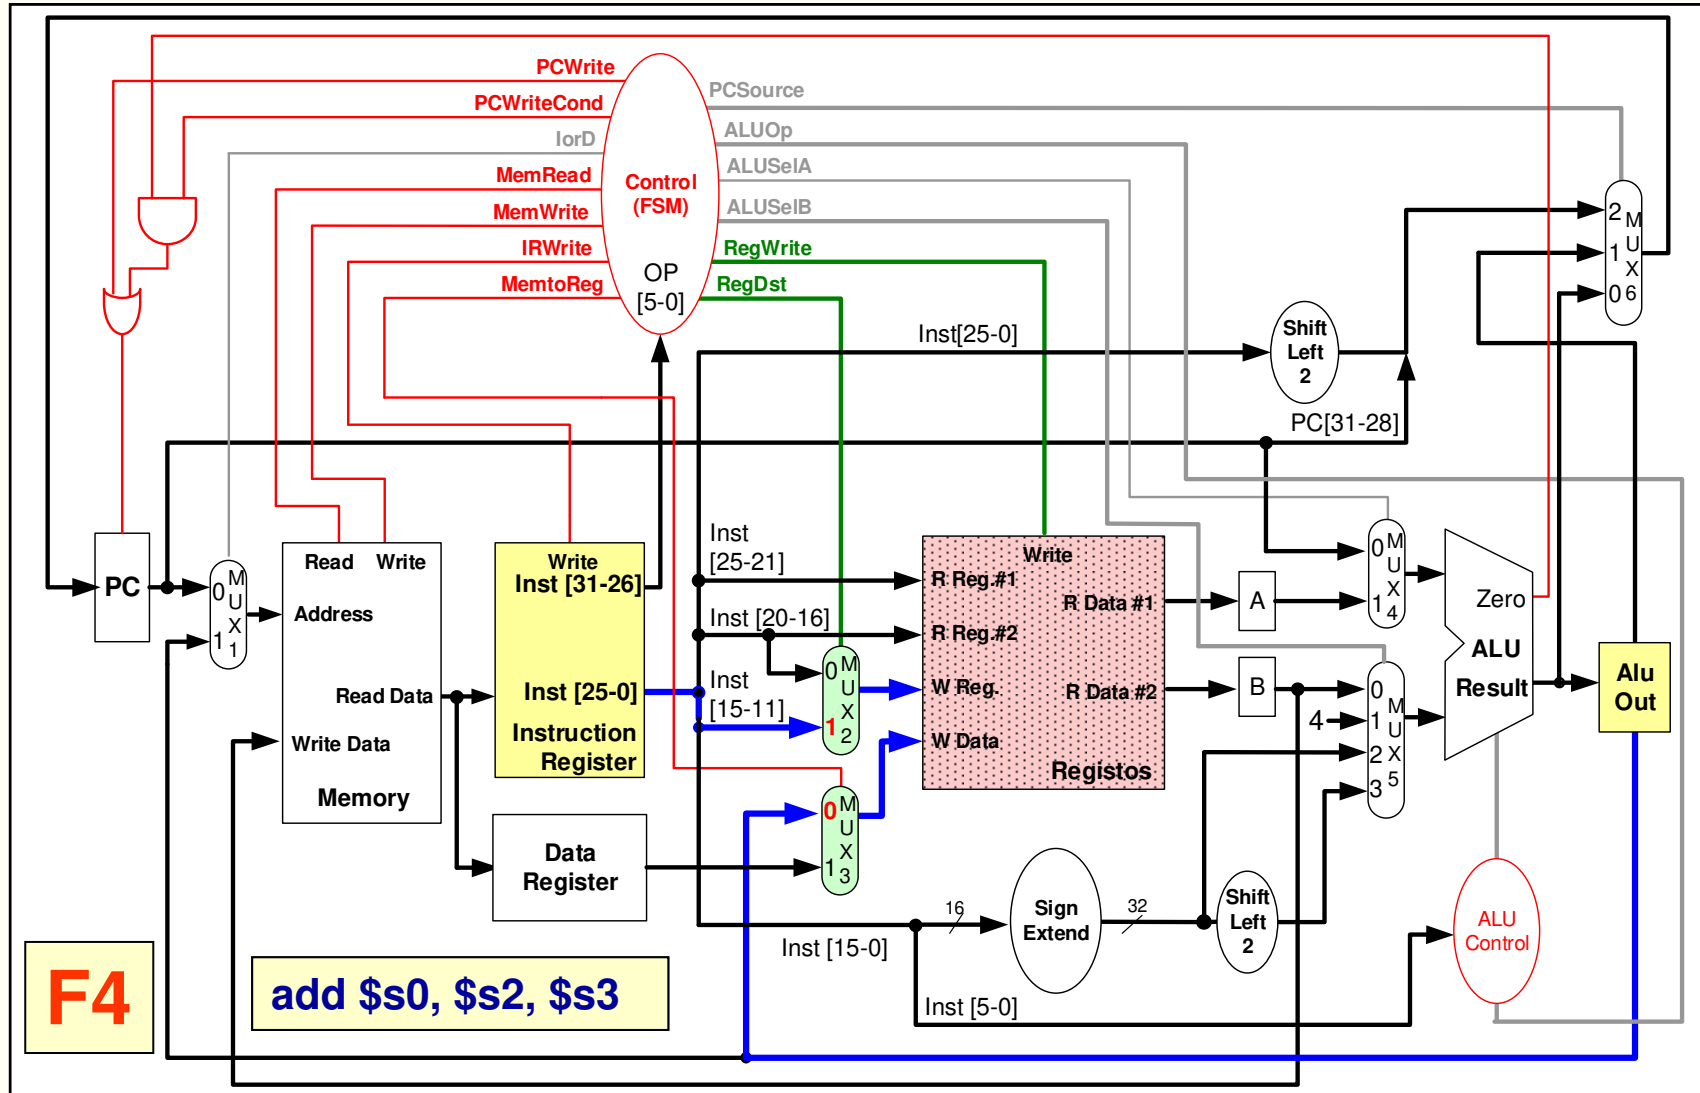 PCWrite
PCWriteCond
IorD
MemRead
MemWrite
IRWrite
MemtoReg
Control
(FSM)
OP
[5-0]
PCSource
ALUOp
ALUSelA
ALUSelB
RegWrite
RegDst
2
1
0
M
U
X
6
Inst[25-0]
Shift
Left
2
PC[31-28]
PC
0
1
M
U
X
1
Read Write
Address
Read Data
Write Data
Memory
Write
Inst [31-26]
Inst [25-0]
Instruction
Register
Data
Register
Inst
[25-21]
Inst [20-16]
Inst
[15-11]
0
1
M
U
X
2
0
1
M
U
X
3
Write
R Reg.#1
R Data #1
R Reg.#2
W Reg.
R Data #2
W Data
Registos
A
B
0
1
M
U
X
4
4
0
1
2
3
M
U
X
5
Zero
ALU
Result
Alu
Out
16
Sign
Extend
32
Shift
Left
2
ALU
Control
Inst [15-0]
Inst [5-0]
F4
add $s0, $s2, $s3